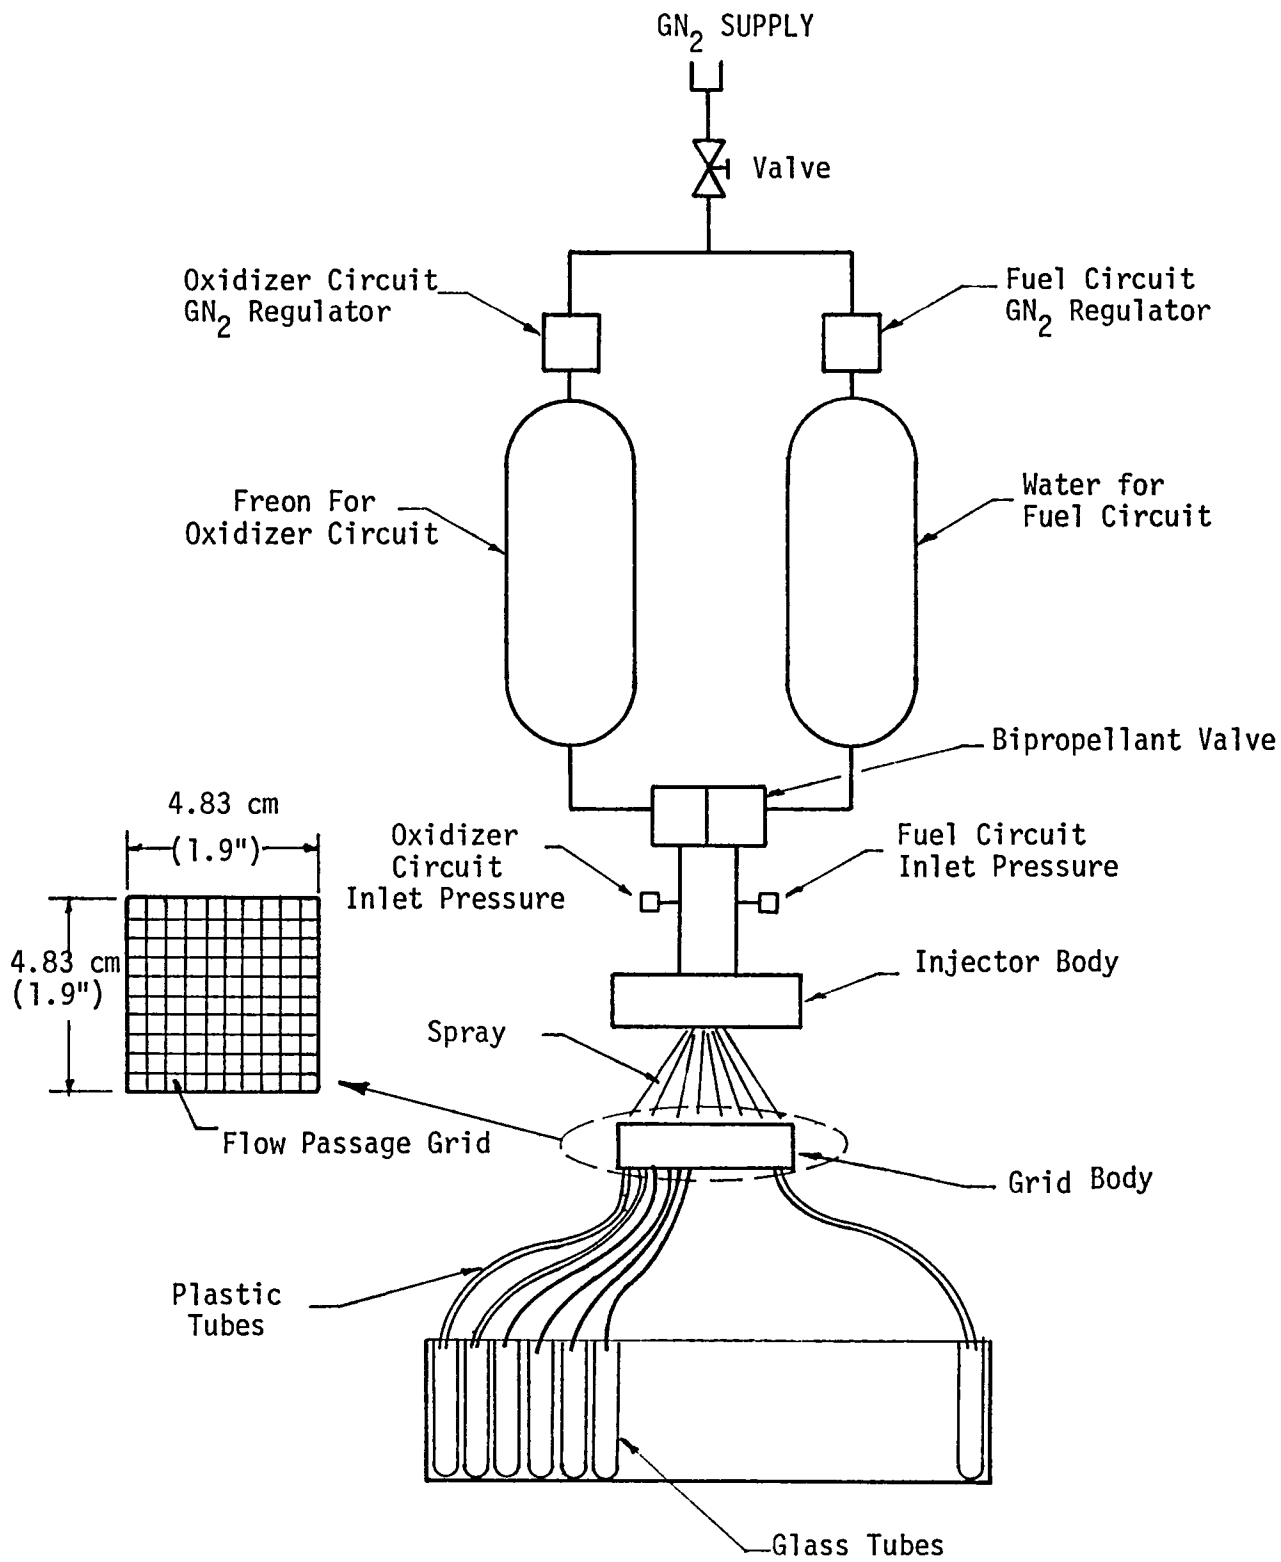 GN2 SUPPLY
Valve
Oxidizer Circuit
GN2 Regulator
Fuel Circuit
GN2 Regulator
Freon For
Oxidizer Circuit
Water for
Fuel Circuit
Bipropellant Valve
4.83 cm
(1.9")
Oxidizer
Circuit
Inlet Pressure
Fuel Circuit
Inlet Pressure
4.83 cm
(1.9")
Injector Body
Spray
Flow Passage Grid
Grid Body
Plastic
Tubes
Glass Tubes